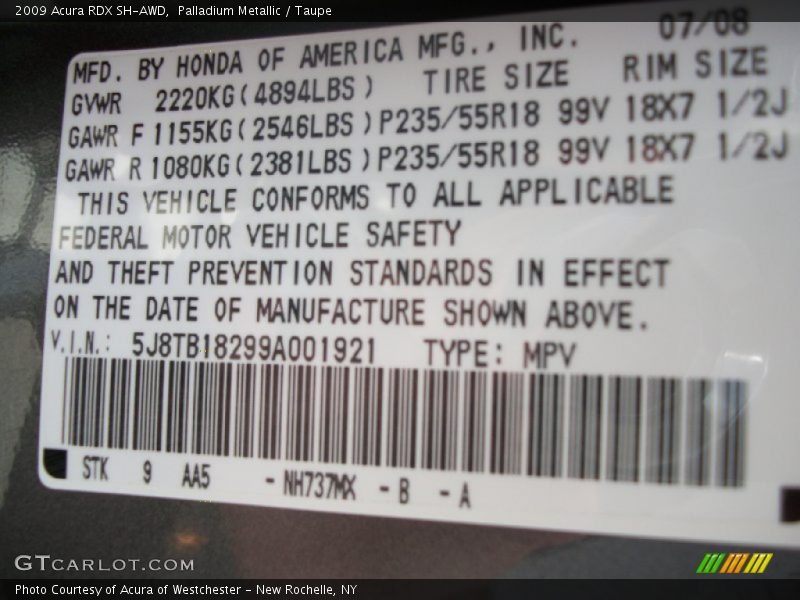 2009 Acura RDX SH-AWD, Palladium Metallic / Taupe
07/08
MFD. BY HONDA OF AMERICA MFG., INC.
GVWR 2220KG(4894LBS) TIRE SIZE RIM SIZE
GAWR F 1155KG(2546LBS) P235/55R18 99V 18X7 1/2J
GAWR R 1080KG(2381LBS) P235/55R18 99V 18X7 1/2J
THIS VEHICLE CONFORMS TO ALL APPLICABLE
FEDERAL MOTOR VEHICLE SAFETY
AND THEFT PREVENTION STANDARDS IN EFFECT
ON THE DATE OF MANUFACTURE SHOWN ABOVE.
V.I.N.: 5J8TB18299A001921 TYPE: MPV
STK 9 AA5 -NH737MX -B -A
GTCARLOT.COM
Photo Courtesy of Acura of Westchester - New Rochelle, NY